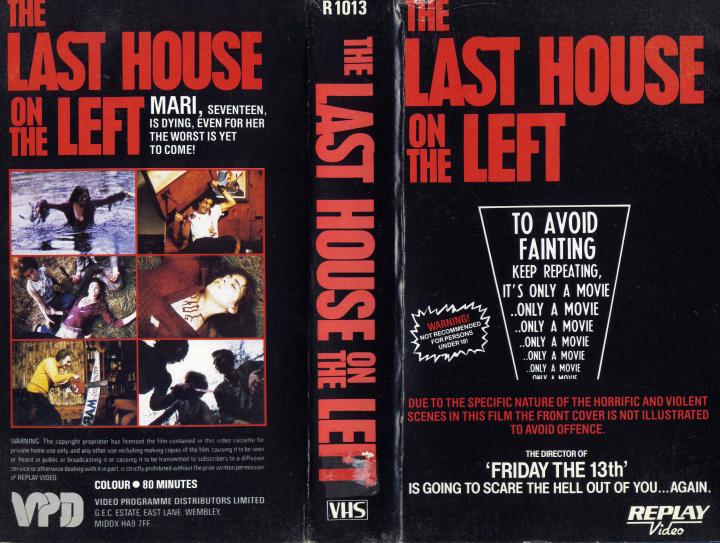 THE
LAST HOUSE
ON
THE LEFT
MARI, SEVENTEEN,
IS DYING, EVEN FOR HER
THE WORST IS YET
TO COME!
WARNING The copyright proprietor has licensed the film contained in this video cassette for
private home use only, and any other use including making copies of the film, causing it to be seen
or heard in public or broadcasting it or causing it to be transmitted to subscribers to a diffusion
service or otherwise dealing with it in part, is strictly prohibited without the prior written permission
of REPLAY VIDEO
COLOUR ● 80 MINUTES
VPD
VIDEO PROGRAMME DISTRIBUTORS LIMITED
G.E.C. ESTATE, EAST LANE, WEMBLEY,
MIDDX HA9 7FF
R1013
THE LAST HOUSE ON THE LEFT
VHS
THE
LAST HOUSE
ON
THE LEFT
TO AVOID
FAINTING
KEEP REPEATING,
IT'S ONLY A MOVIE
..ONLY A MOVIE
..ONLY A MOVIE
..ONLY A MOVIE
..ONLY A MOVIE
..ONLY A MOVIE
ONLY A MOVIE
WARNING!
NOT RECOMMENDED
FOR PERSONS
UNDER 18!
DUE TO THE SPECIFIC NATURE OF THE HORRIFIC AND VIOLENT
SCENES IN THIS FILM THE FRONT COVER IS NOT ILLUSTRATED
TO AVOID OFFENCE.
THE DIRECTOR OF
'FRIDAY THE 13th'
IS GOING TO SCARE THE HELL OUT OF YOU...AGAIN.
REPLAY
Video